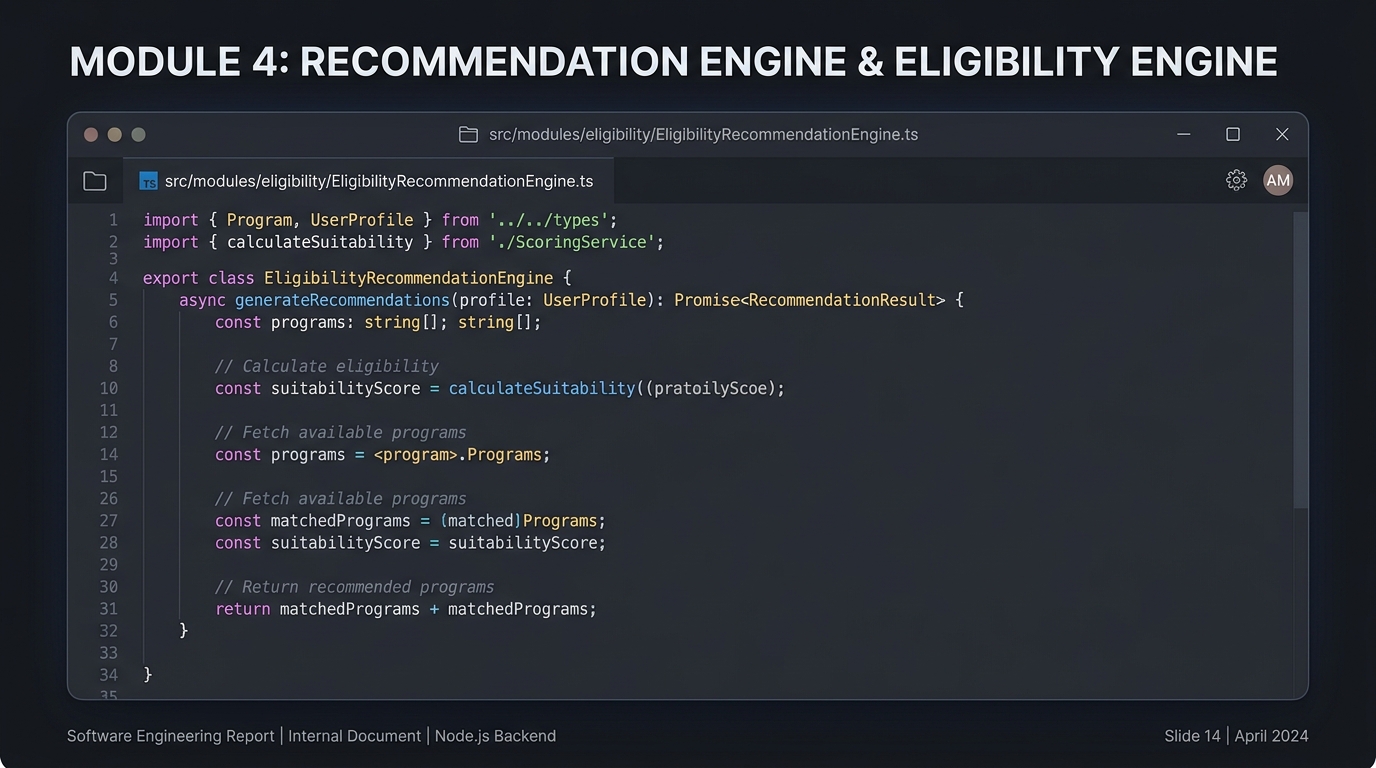 MODULE 4: RECOMMENDATION ENGINE & ELIGIBILITY ENGINE
src/modules/eligibility/EligIbilityRecommendationEngine.ts
TS src/modules/eligibility/EligibilityRecommendationEngine.ts
AM
1 import { Program, UserProfile } from '../../types';
2 import { calculateSuitability } from './ScoringService';
3
4 export class EligibilityRecommendationEngine {
5 async generateRecommendations(profile: UserProfile): Promise<RecommendationResult> {
6 const programs: string[]; string[];
7
8 // Calculate eligibility
10 const suitabilityScore = calculateSuitability((pratoilyScoe);
11
12 // Fetch available programs
14 const programs = <program>.Programs;
15
26 // Fetch available programs
27 const matchedPrograms = (matched)Programs;
28 const suitabilityScore = suitabilityScore;
29
30 // Return recommended programs
31 return matchedPrograms + matchedPrograms;
32 }
33
34 }
35
Software Engineering Report | Internal Document | Node.js Backend
Slide 14 | April 2024